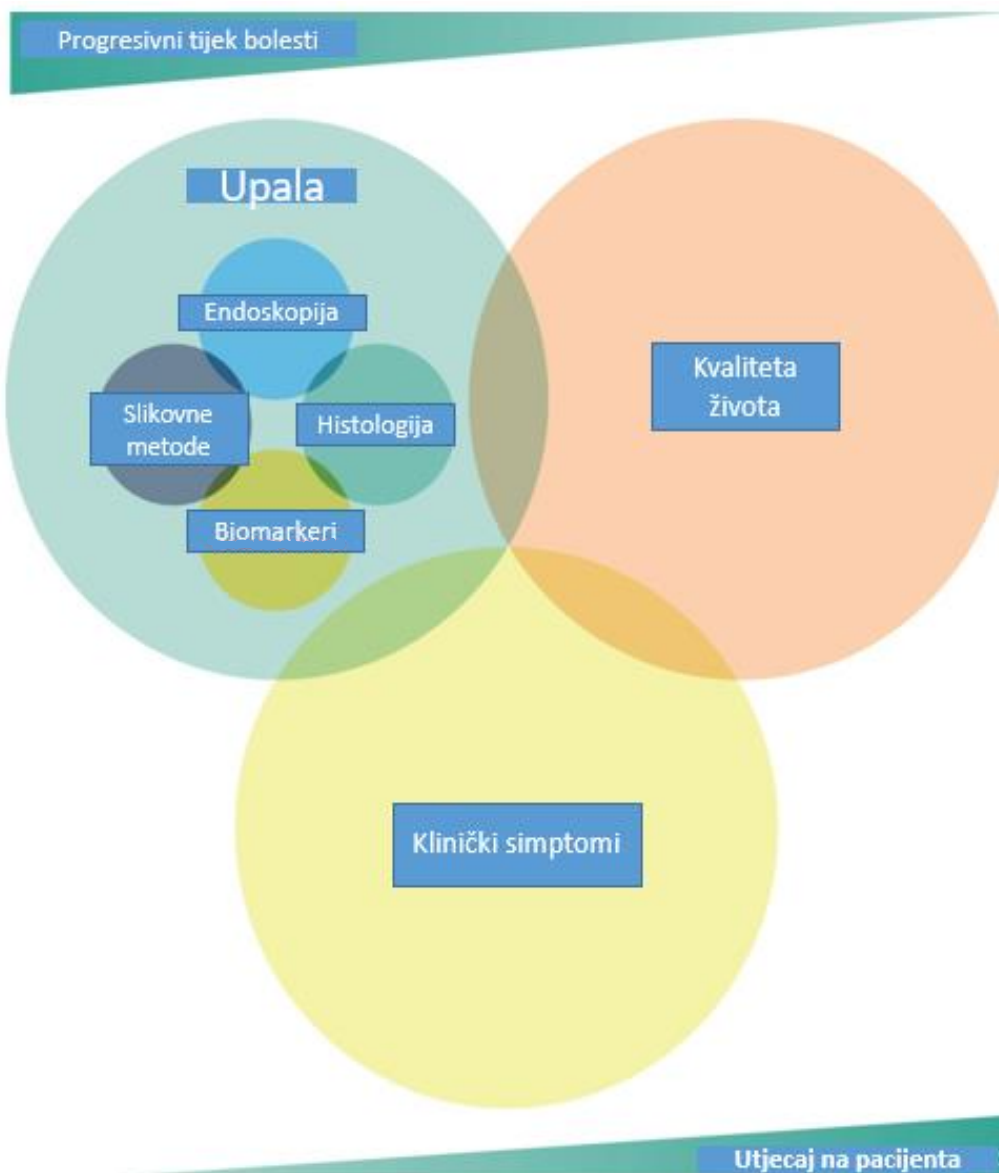 Progresivni tijek bolesti
Upala
Endoskopija
Slikovne
metode
Histologija
Biomarkeri
Kvaliteta
života
Klinički simptomi
Utjecaj na pacijenta